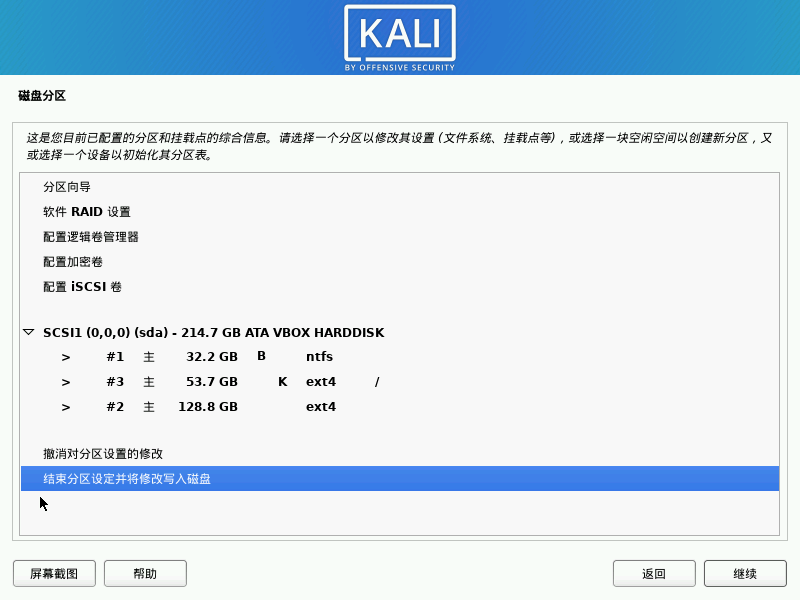 KALI
BY OFFENSIVE SECURITY
磁盘分区
这是您目前已配置的分区和挂载点的综合信息。请选择一个分区以修改其设置 (文件系统、挂载点等)，或选择一块空闲空间以创建新分区，又
或选择一个设备以初始化其分区表。
分区向导
软件 RAID 设置
配置逻辑卷管理器
配置加密卷
配置 iSCSI 卷
SCSI1 (0,0,0) (sda) - 214.7 GB ATA VBOX HARDDISK
> #1 主 32.2 GB B ntfs
> #3 主 53.7 GB K ext4 /
> #2 主 128.8 GB ext4
撤消对分区设置的修改
结束分区设定并将修改写入磁盘
屏幕截图 帮助 返回 继续